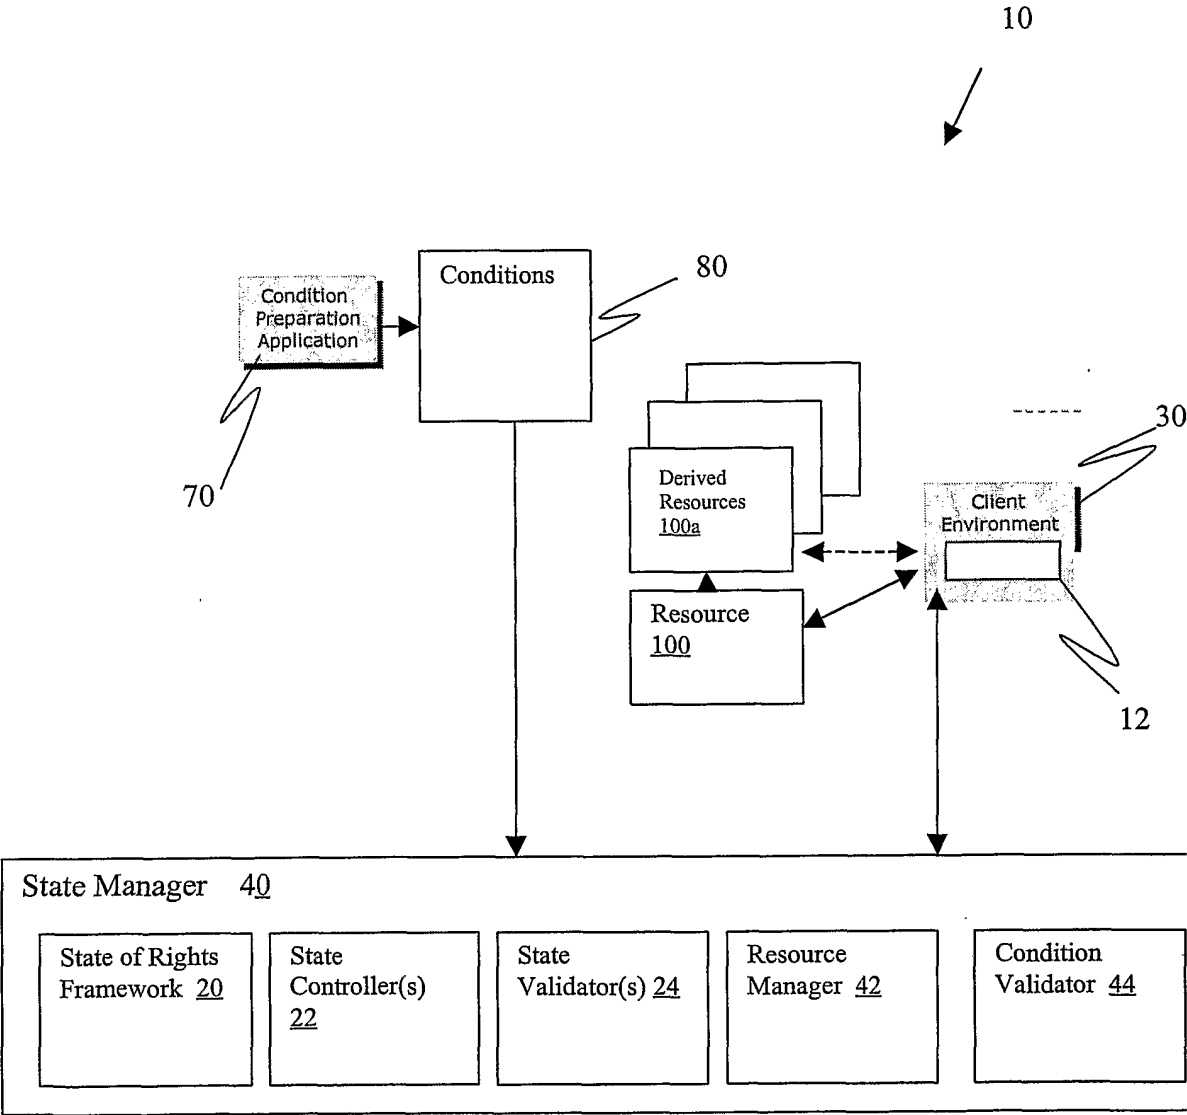 10
Conditions
80
Condition
Preparation
Application
70
Derived
Resources
100a
30
Client
Environment
Resource
100
12
State Manager 40
State of Rights
Framework 20
State
Controller(s)
22
State
Validator(s) 24
Resource
Manager 42
Condition
Validator 44